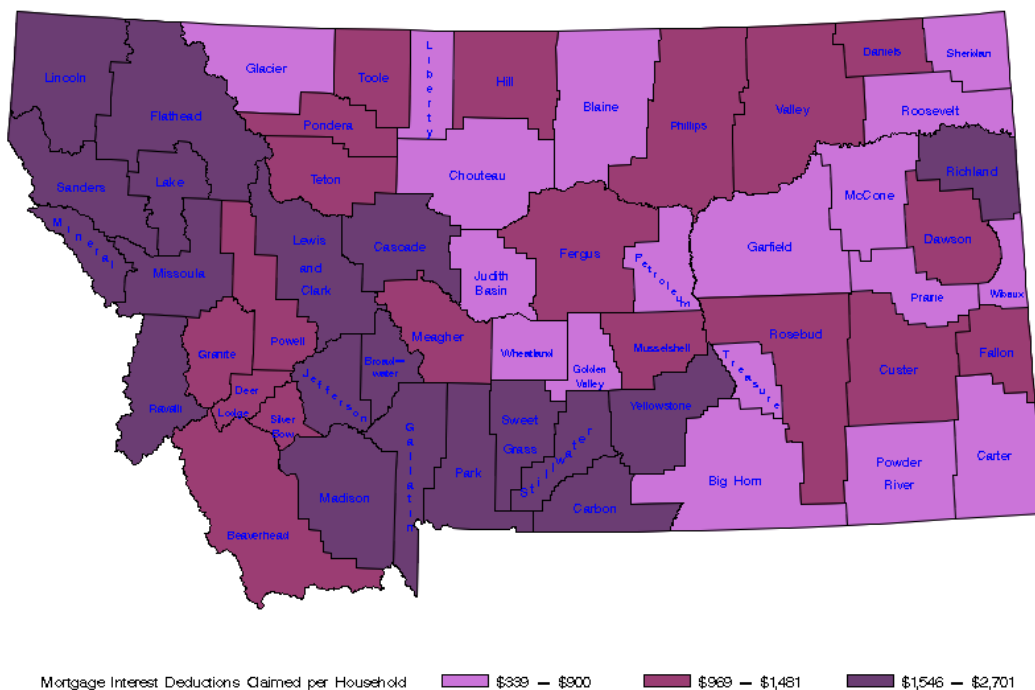 Lincoln
Flathead
Glacier
Toole
Liberty
Hill
Blaine
Phillips
Valley
Daniels
Sheridan
Roosevelt
Pondera
Teton
Chouteau
Richland
McCone
Sanders
Lake
Mineral
Missoula
Lewis
and
Clark
Cascade
Judith
Basin
Fergus
Petroleum
Garfield
Dawson
Prarie
Wibaux
Granite
Powell
Meagher
Wheatland
Golden
Valley
Musselshell
Treasure
Rosebud
Custer
Fallon
Ravalli
Deer
Lodge
Silver
Bow
Jefferson
Broad-
water
Gallatin
Park
Sweet
Grass
Stillwater
Yellowstone
Carbon
Big Horn
Powder
River
Carter
Madison
Beaverhead
Mortgage Interest Deductions Claimed per Household $339 – $900 $969 – $1,481 $1,546 – $2,701